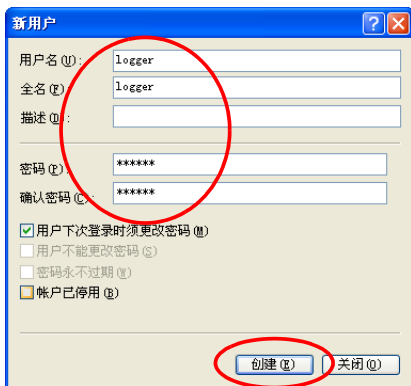 新用户
用户名(U): logger
全名(F): logger
描述(D):
密码(P): ******
确认密码(C): ******
用户下次登录时须更改密码(M)
用户不能更改密码(S)
密码永不过期(W)
帐户已停用(B)
创建(E) 关闭(O)